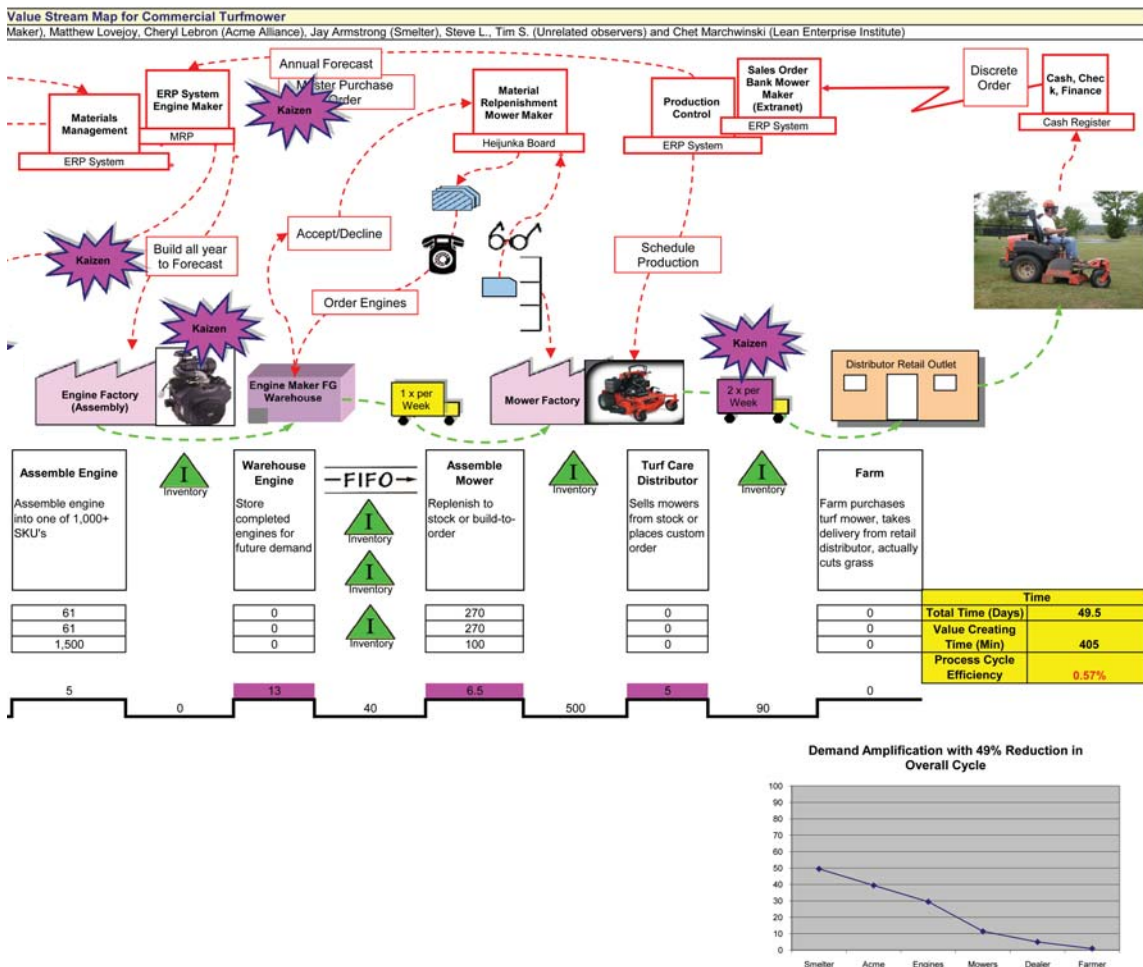 Value Stream Map for Commercial Turfmower
Maker), Matthew Lovejoy, Cheryl Lebron (Acme Alliance), Jay Armstrong (Smelter), Steve L., Tim S. (Unrelated observers) and Chet Marchwinski (Lean Enterprise Institute)
Materials
Management
ERP System
ERP System
Engine Maker
MRP
Annual Forecast
Master Purchase
Order
Kaizen
Material
Relpenishment
Mower Maker
Heijunka Board
Production
Control
ERP System
Sales Order
Bank Mower
Maker
(Extranet)
ERP System
Discrete
Order
Cash, Chec
k, Finance
Cash Register
Kaizen
Build all year
to Forecast
Accept/Decline
Order Engines
Schedule
Production
Kaizen
Kaizen
Engine Factory
(Assembly)
Engine Maker FG
Warehouse
1 x per
Week
Mower Factory
2 x per
Week
Distributor Retail Outlet
Assemble Engine
Assemble engine
into one of 1,000+
SKU's
I
Inventory
Warehouse
Engine
Store
completed
engines for
future demand
FIFO
I
Inventory
I
Inventory
I
Inventory
Assemble
Mower
Replenish to
stock or build-to-
order
I
Inventory
Turf Care
Distributor
Sells mowers
from stock or
places custom
order
I
Inventory
Farm
Farm purchases
turf mower, takes
delivery from retail
distributor, actually
cuts grass
61 0 270 0 0
61 0 270 0 0
1,500 0 100 0 0
Time
Total Time (Days) 49.5
Value Creating
Time (Min) 405
Process Cycle
Efficiency 0.57%
5 13 6.5 5 0
0 40 500 90
Demand Amplification with 49% Reduction in
Overall Cycle
100
90
80
70
60
50
40
30
20
10
0
Smelter Acme Engines Mowers Dealer Farmer